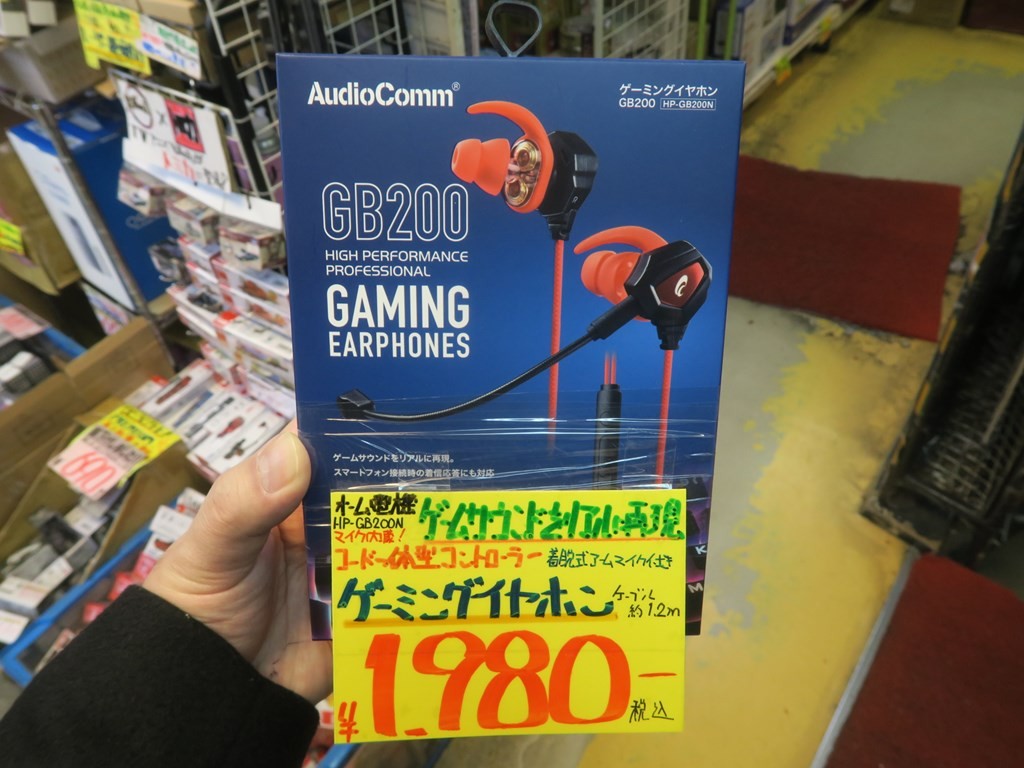 AudioComm®
ゲーミングイヤホン
GB200 HP-GB200N
GB200
HIGH PERFORMANCE
PROFESSIONAL
GAMING
EARPHONES
ゲームサウンドをリアルに再現。
スマートフォン接続時の着信応答にも対応
オーム電機
HP-GB200N
マイク内蔵!
ゲームサウンドをリアルに再現
コード一体型コントローラー
着脱式アームマイク付き
ゲーミングイヤホン
ケーブル
約1.2m
¥1,980-
税込